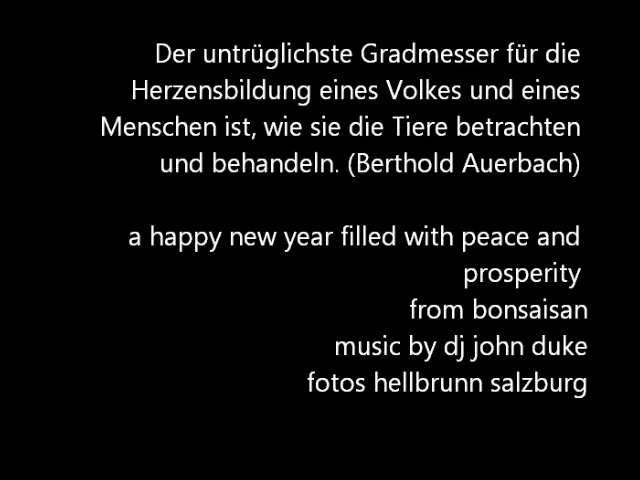 Der untrüglichste Gradmesser für die
Herzensbildung eines Volkes und eines
Menschen ist, wie sie die Tiere betrachten
und behandeln. (Berthold Auerbach)
a happy new year filled with peace and
prosperity
from bonsaisan
music by dj john duke
fotos hellbrunn salzburg